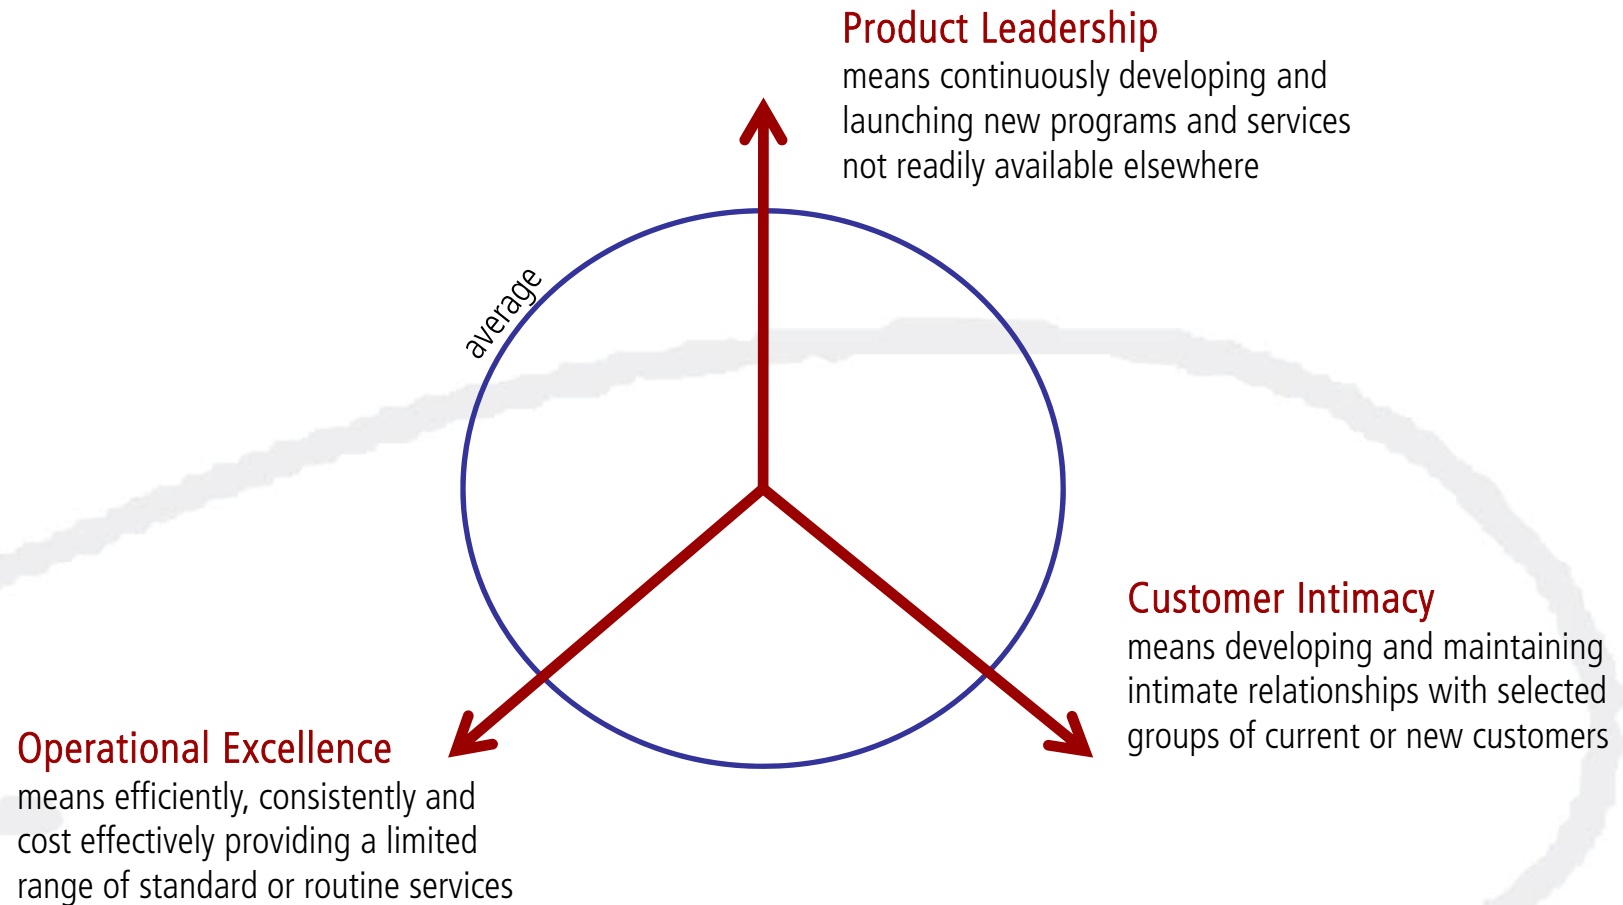 Product Leadership
means continuously developing and
launching new programs and services
not readily available elsewhere
average
Customer Intimacy
means developing and maintaining
intimate relationships with selected
groups of current or new customers
Operational Excellence
means efficiently, consistently and
cost effectively providing a limited
range of standard or routine services